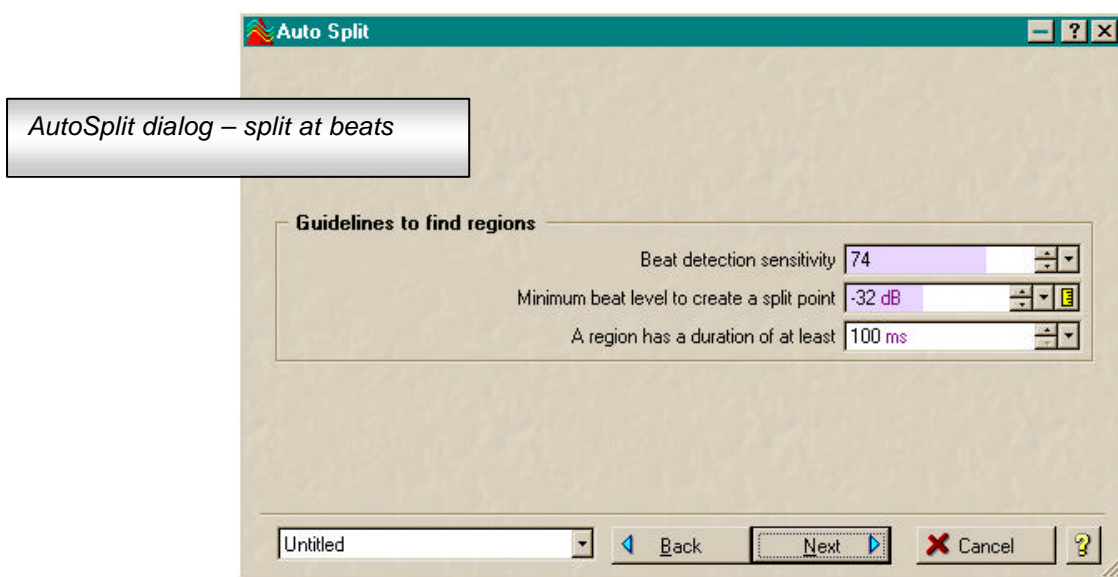 Auto Split
AutoSplit dialog – split at beats
Guidelines to find regions
Beat detection sensitivity 74
Minimum beat level to create a split point -32 dB
A region has a duration of at least 100 ms
Untitled Back Next Cancel